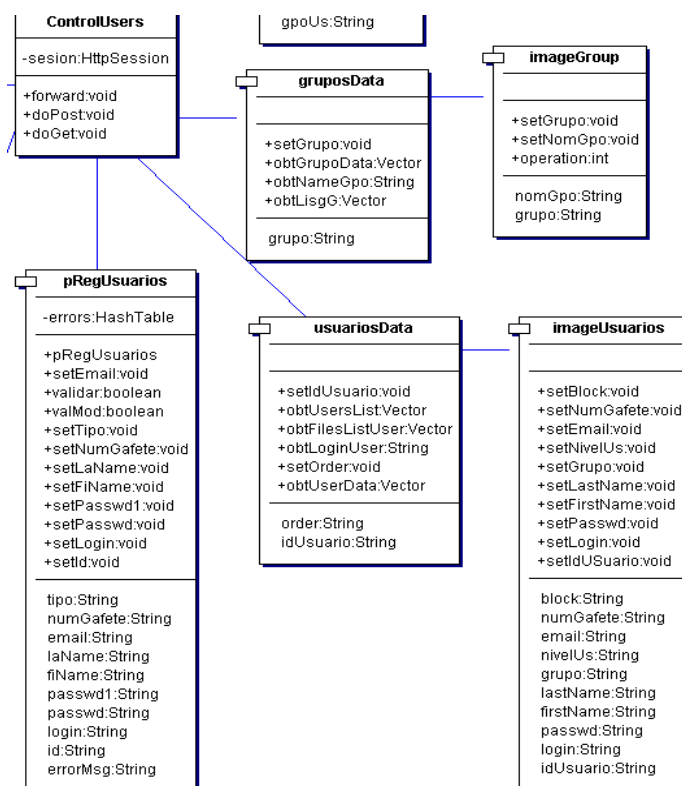 ControlUsers
-sesion:HttpSession
+forward:void
+doPost:void
+doGet:void
gpoUs:String
gruposData
+setGrupo:void
+obtGrupoData:Vector
+obtNameGpo:String
+obtLisgG:Vector
grupo:String
imageGroup
+setGrupo:void
+setNomGpo:void
+operation:int
nomGpo:String
grupo:String
pRegUsuarios
-errors:HashTable
+pRegUsuarios
+setEmail:void
+validar:boolean
+valMod:boolean
+setTipo:void
+setNumGafete:void
+setLaName:void
+setFiName:void
+setPasswd1:void
+setPasswd:void
+setLogin:void
+setId:void
tipo:String
numGafete:String
email:String
laName:String
fiName:String
passwd1:String
passwd:String
login:String
id:String
errorMsg:String
usuariosData
+setIdUsuario:void
+obtUsersList:Vector
+obtFilesListUser:Vector
+obtLoginUser:String
+setOrder:void
+obtUserData:Vector
order:String
idUsuario:String
imageUsuarios
+setBlock:void
+setNumGafete:void
+setEmail:void
+setNivelUs:void
+setGrupo:void
+setLastName:void
+setFirstName:void
+setPasswd:void
+setLogin:void
+setIdUSuario:void
block:String
numGafete:String
email:String
nivelUs:String
grupo:String
lastName:String
firstName:String
passwd:String
login:String
idUsuario:String